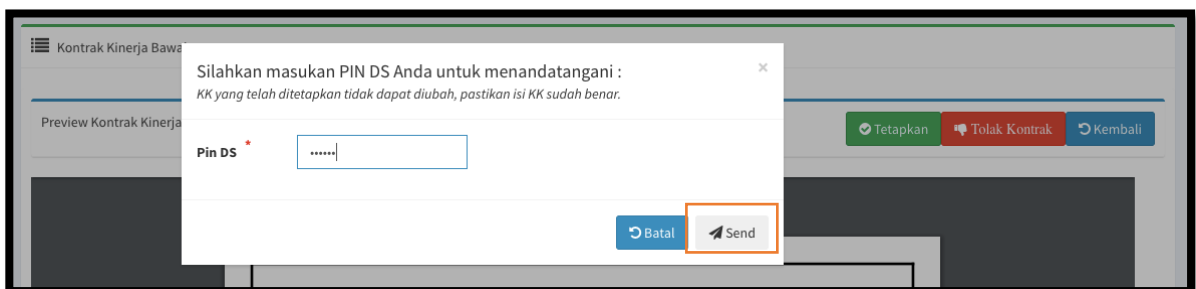 Kontrak Kinerja Bawa
Silahkan masukan PIN DS Anda untuk menandatangani :
×
KK yang telah ditetapkan tidak dapat diubah, pastikan isi KK sudah benar.
Preview Kontrak Kinerja
Tetapkan
Tolak Kontrak
Kembali
Pin DS *
••••••
Batal
Send